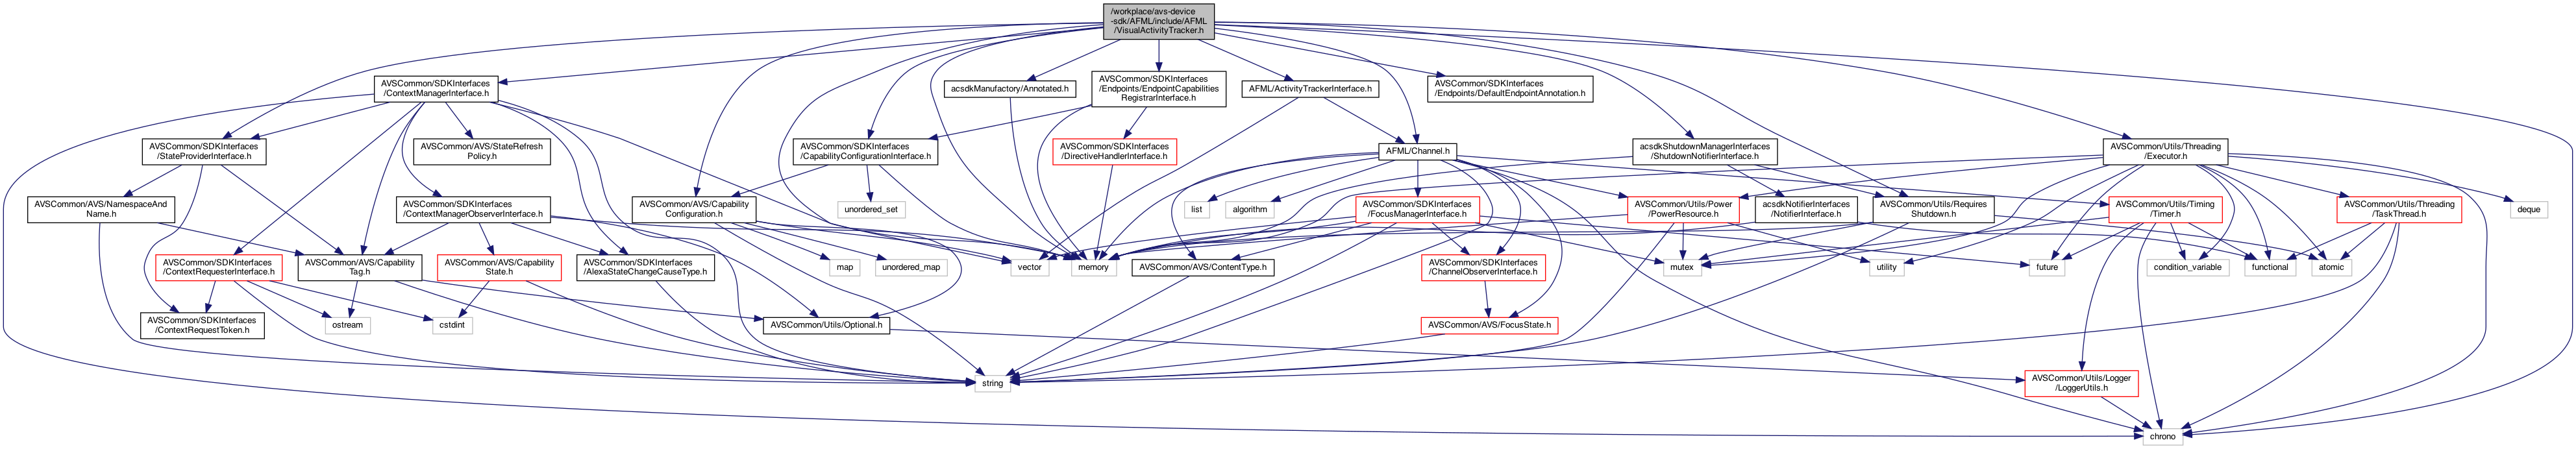 /workplace/avs-device
-sdk/AFML/include/AFML
/VisualActivityTracker.h
AVSCommon/SDKInterfaces
/ContextManagerInterface.h
acsdkManufactory/Annotated.h
AVSCommon/SDKInterfaces
/Endpoints/EndpointCapabilities
RegistrarInterface.h
AFML/ActivityTrackerInterface.h
AVSCommon/SDKInterfaces
/Endpoints/DefaultEndpointAnnotation.h
AVSCommon/SDKInterfaces
/StateProviderInterface.h
AVSCommon/AVS/StateRefresh
Policy.h
AVSCommon/SDKInterfaces
/CapabilityConfigurationInterface.h
AVSCommon/SDKInterfaces
/DirectiveHandlerInterface.h
AFML/Channel.h
acsdkShutdownManagerInterfaces
/ShutdownNotifierInterface.h
AVSCommon/Utils/Threading
/Executor.h
AVSCommon/AVS/NamespaceAnd
Name.h
AVSCommon/SDKInterfaces
/ContextManagerObserverInterface.h
AVSCommon/AVS/Capability
Configuration.h
unordered_set
list
algorithm
AVSCommon/SDKInterfaces
/FocusManagerInterface.h
AVSCommon/Utils/Power
/PowerResource.h
acsdkNotifierInterfaces
/NotifierInterface.h
AVSCommon/Utils/Requires
Shutdown.h
AVSCommon/Utils/Timing
/Timer.h
AVSCommon/Utils/Threading
/TaskThread.h
deque
AVSCommon/SDKInterfaces
/ContextRequesterInterface.h
AVSCommon/AVS/Capability
Tag.h
AVSCommon/AVS/Capability
State.h
AVSCommon/SDKInterfaces
/AlexaStateChangeCauseType.h
map
unordered_map
vector
memory
AVSCommon/AVS/ContentType.h
AVSCommon/SDKInterfaces
/ChannelObserverInterface.h
mutex
utility
future
condition_variable
functional
atomic
AVSCommon/SDKInterfaces
/ContextRequestToken.h
ostream
cstdint
AVSCommon/Utils/Optional.h
AVSCommon/AVS/FocusState.h
string
AVSCommon/Utils/Logger
/LoggerUtils.h
chrono